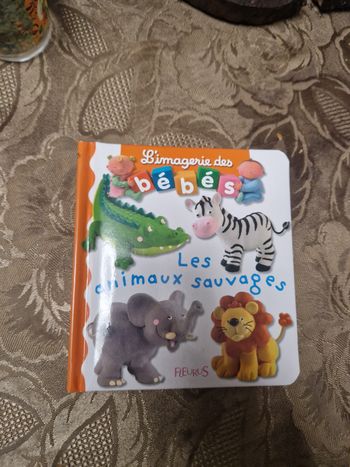 L'imagerie des
bébés
Les
animaux sauvages
FLEURUS